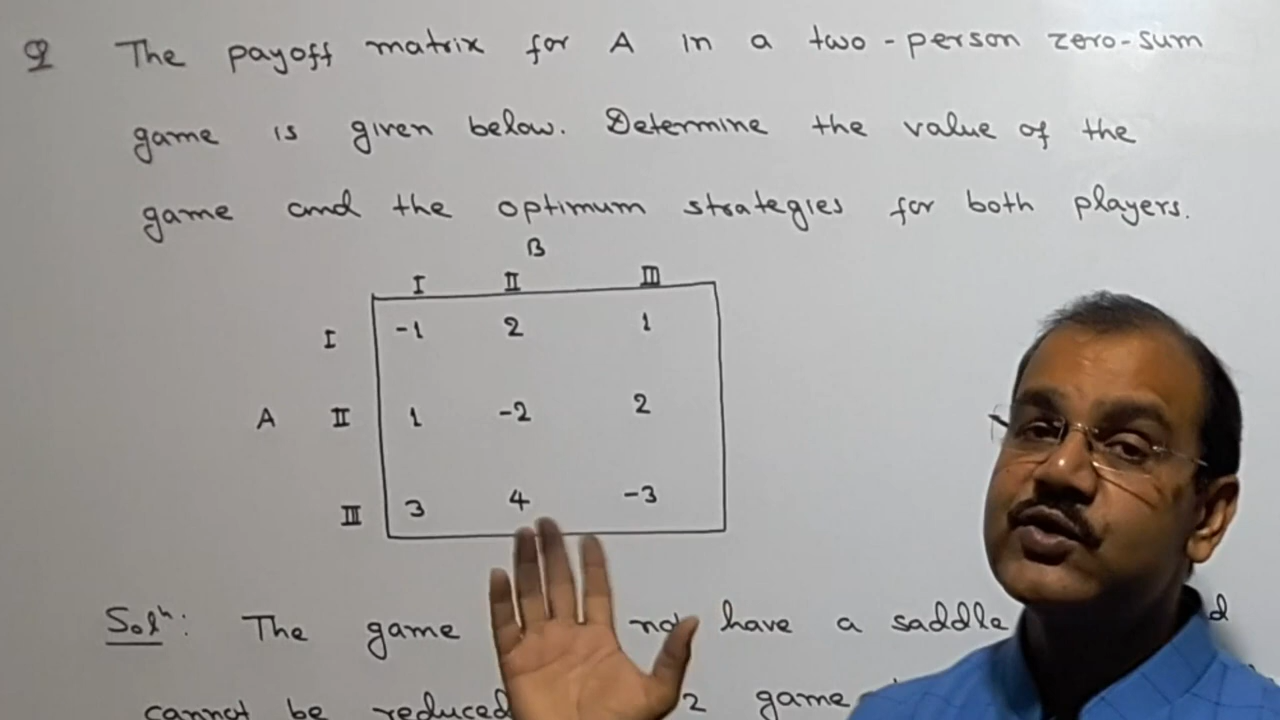 Q The payoff matrix for A in a two-person zero-sum
game is given below. Determine the value of the
game and the optimum strategies for both players.
B
I II III
I -1 2 1
A II 1 -2 2
III 3 4 -3
Solⁿ: The game not have a saddle
cannot be reduced 2 game